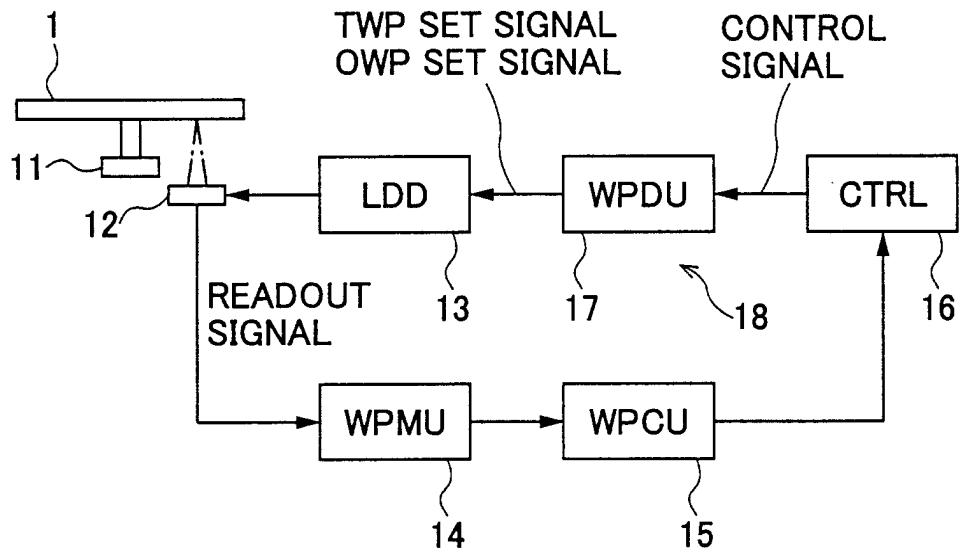 1
TWP SET SIGNAL
OWP SET SIGNAL
CONTROL
SIGNAL
11
12
LDD
WPDU
CTRL
13
17
18
16
READOUT
SIGNAL
WPMU
WPCU
14
15